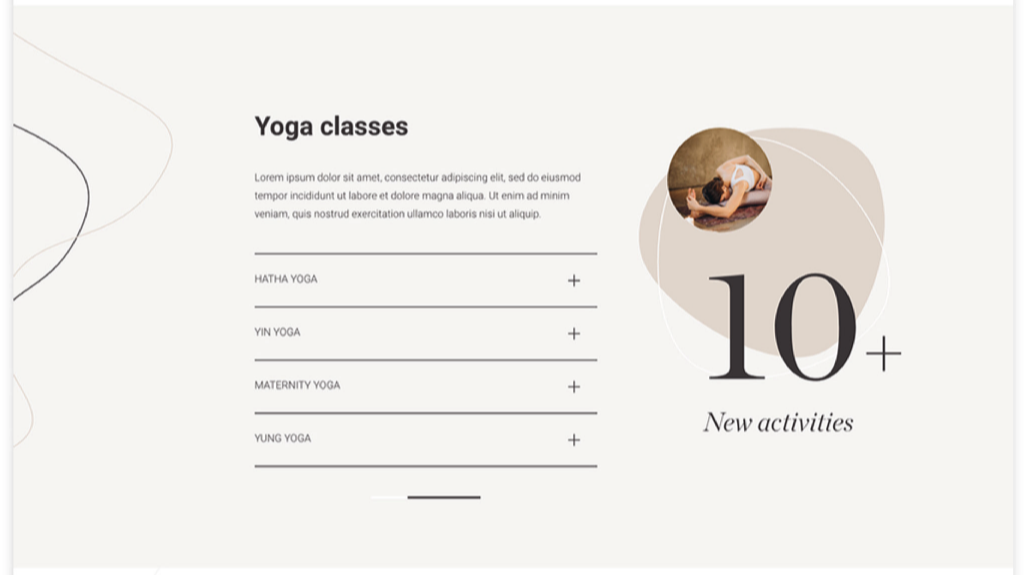 Yoga classes
Lorem ipsum dolor sit amet, consectetur adipiscing elit, sed do eiusmod
tempor incididunt ut labore et dolore magna aliqua. Ut enim ad minim
veniam, quis nostrud exercitation ullamco laboris nisi ut aliquip.
HATHA YOGA +
YIN YOGA +
MATERNITY YOGA +
YUNG YOGA +
10+
New activities